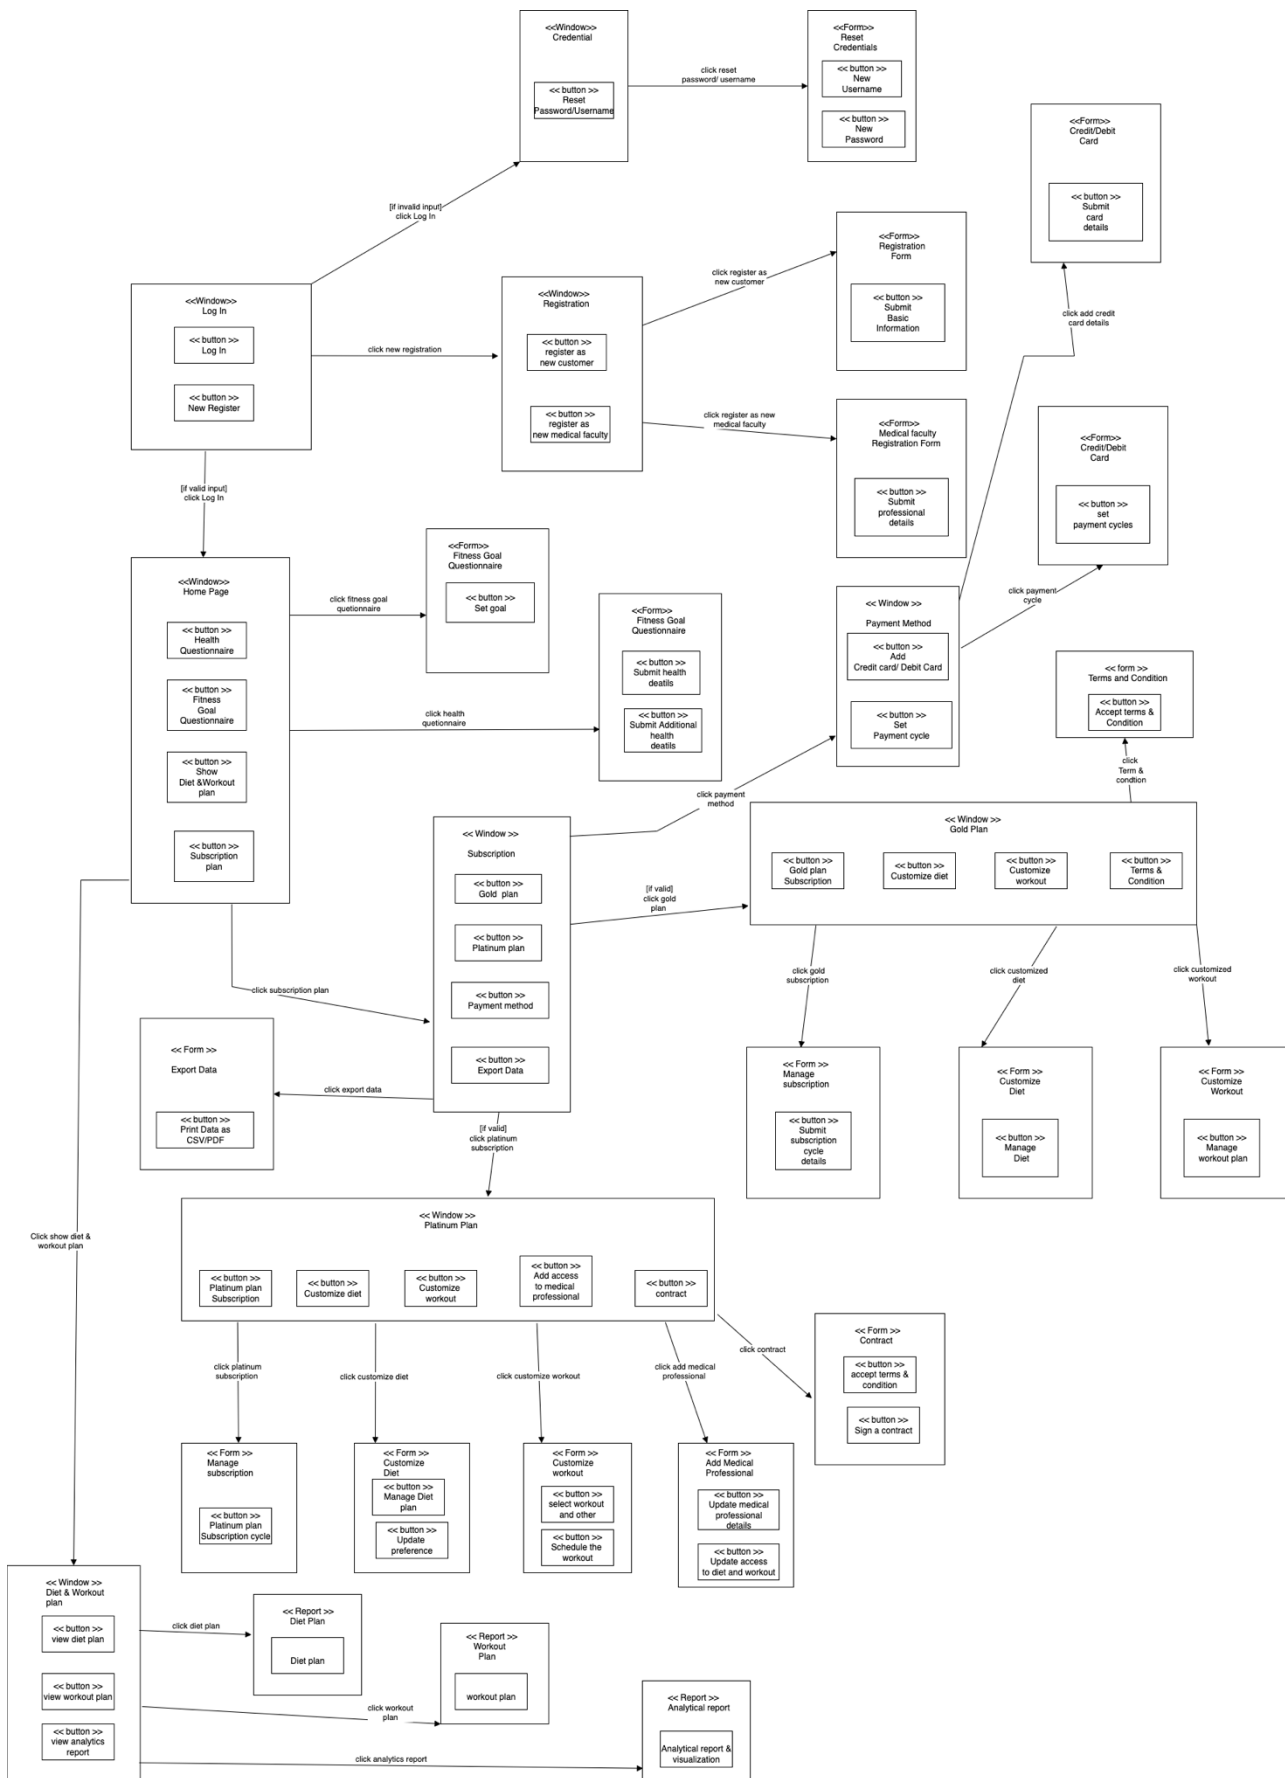 <<Window>>
Credential
<< button >>
Reset
Password/Username
click reset
password/ username
<<Form>>
Reset
Credentials
<< button >>
New
Username
<< button >>
New
Password
<<Form>>
Credit/Debit
Card
<< button >>
Submit
card
details
[if invalid input]
click Log In
<<Window>>
Log In
<< button >>
Log In
<< button >>
New Register
click new registration
<<Window>>
Registration
<< button >>
register as
new customer
<< button >>
register as
new medical faculty
click register as
new customer
<<Form>>
Registration
Form
<< button >>
Submit
Basic
Information
click add credit
card details
click register as new
medical faculty
<<Form>>
Medical faculty
Registration Form
<< button >>
Submit
professional
details
<<Form>>
Credit/Debit
Card
<< button >>
set
payment cycles
[if valid input]
click Log In
<<Window>>
Home Page
<< button >>
Health
Questionnaire
<< button >>
Fitness
Goal
Questionnaire
<< button >>
Show
Diet &Workout
plan
<< button >>
Subscription
plan
click fitness goal
quetionnaire
<<Form>>
Fitness Goal
Questionnaire
<< button >>
Set goal
click health
quetionnaire
<<Form>>
Fitness Goal
Questionnaire
<< button >>
Submit health
deatils
<< button >>
Submit Additional
health
deatils
<< Window >>
Payment Method
<< button >>
Add
Credit card/ Debit Card
<< button >>
Set
Payment cycle
click payment
cycle
<< form >>
Terms and Condition
<< button >>
Accept terms &
Condition
click
Term &
condtion
click payment
method
<< Window >>
Subscription
<< button >>
Gold plan
<< button >>
Platinum plan
<< button >>
Payment method
<< button >>
Export Data
[if valid]
click gold
plan
<< Window >>
Gold Plan
<< button >>
Gold plan
Subscription
<< button >>
Customize diet
<< button >>
Customize
workout
<< button >>
Terms &
Condition
click gold
subscription
click customized
diet
click customized
workout
click subscription plan
<< Form >>
Export Data
<< button >>
Print Data as
CSV/PDF
click export data
<< Form >>
Manage
subscription
<< button >>
Submit
subscription
cycle
details
<< Form >>
Customize
Diet
<< button >>
Manage
Diet
<< Form >>
Customize
Workout
<< button >>
Manage
workout plan
[if valid]
click platinum
subscription
Click show diet &
workout plan
<< Window >>
Platinum Plan
<< button >>
Platinum plan
Subscription
<< button >>
Customize diet
<< button >>
Customize
workout
<< button >>
Add access
to medical
professional
<< button >>
contract
click platinum
subscription
click customize diet
click customize workout
click add medical
professional
click contract
<< Form >>
Contract
<< button >>
accept terms &
condition
<< button >>
Sign a contract
<< Form >>
Manage
subscription
<< button >>
Platinum plan
Subscription cycle
<< Form >>
Customize
Diet
<< button >>
Manage Diet
plan
<< button >>
Update
preference
<< Form >>
Customize
workout
<< button >>
select workout
and other
<< button >>
Schedule the
workout
<< Form >>
Add Medical
Professional
<< button >>
Update medical
professional
details
<< button >>
Update access
to diet and workout
<< Window >>
Diet & Workout
plan
<< button >>
view diet plan
<< button >>
view workout plan
<< button >>
view analytics
report
click diet plan
<< Report >>
Diet Plan
Diet plan
click workout
plan
<< Report >>
Workout
Plan
workout plan
click analytics report
<< Report >>
Analytical report
Analytical report &
visualization